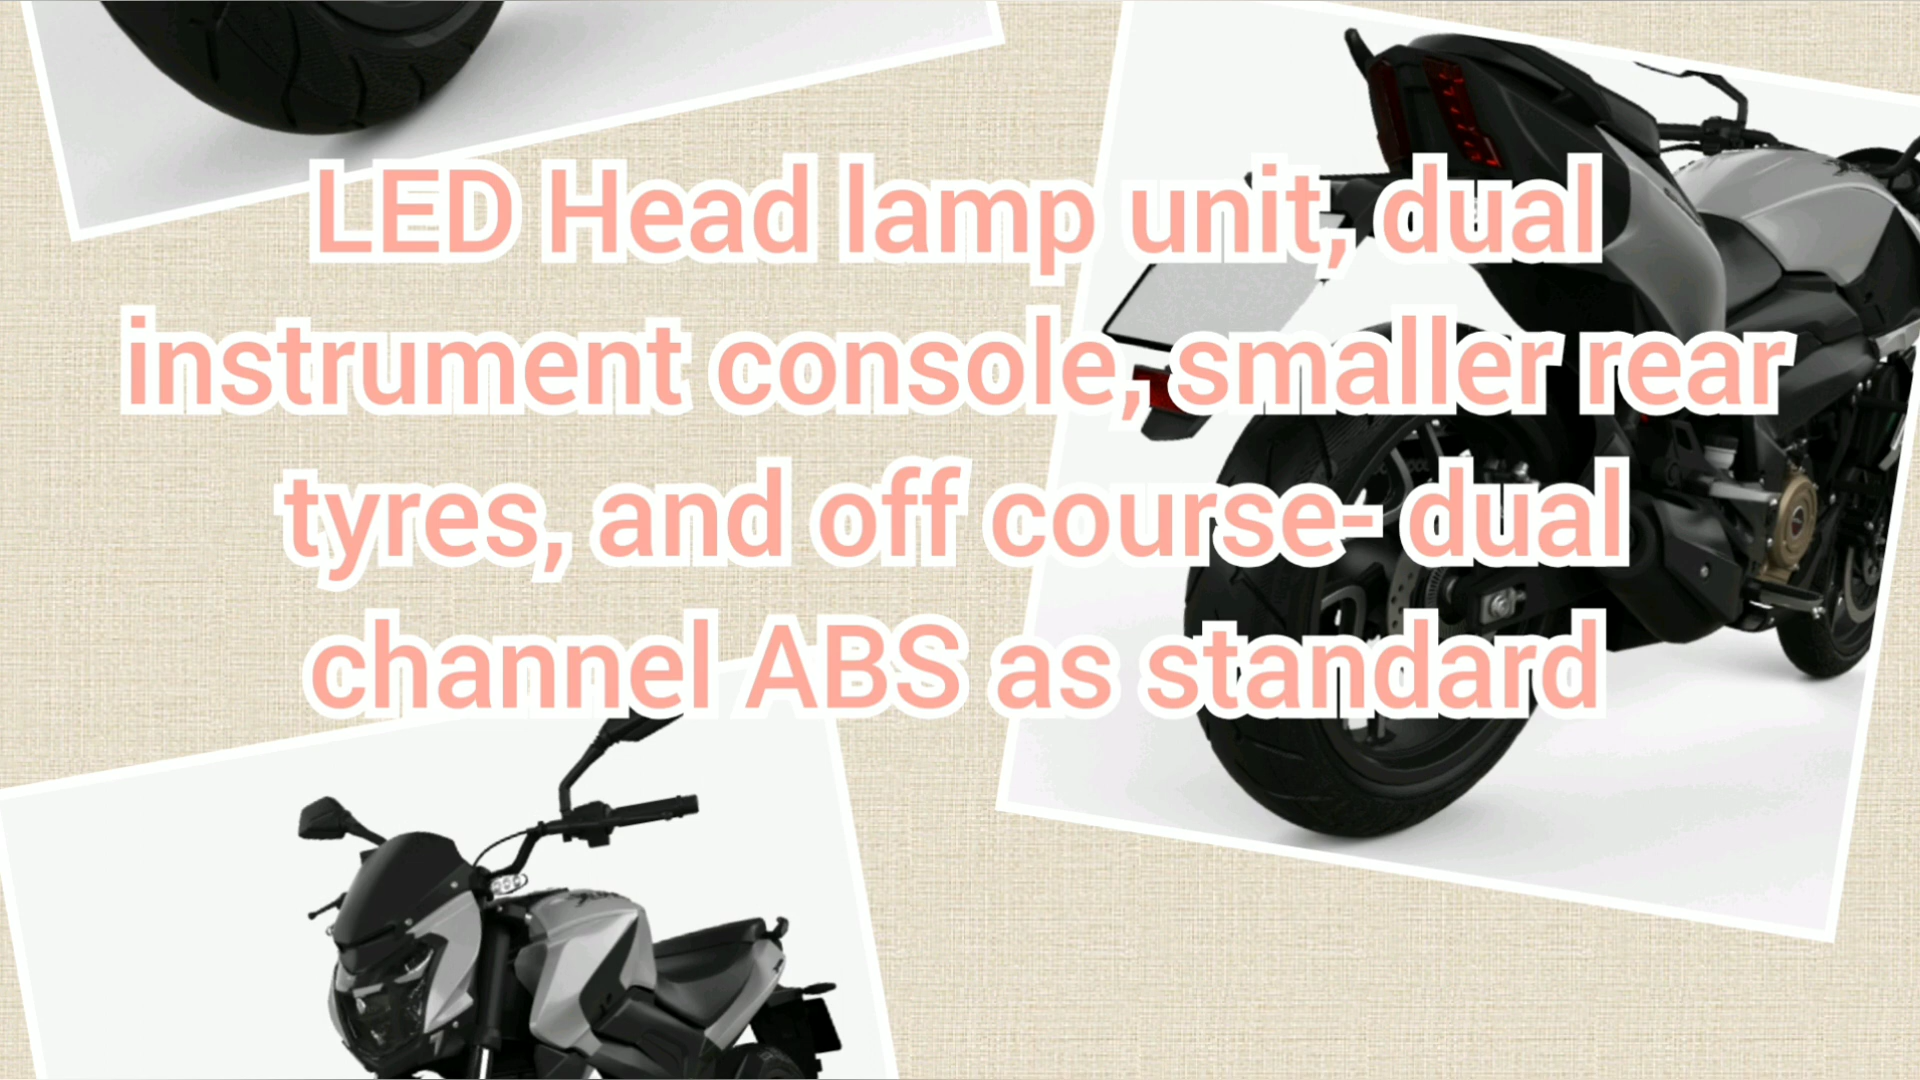 LED Head lamp unit, dual
instrument console, smaller rear
tyres, and off course- dual
channel ABS as standard